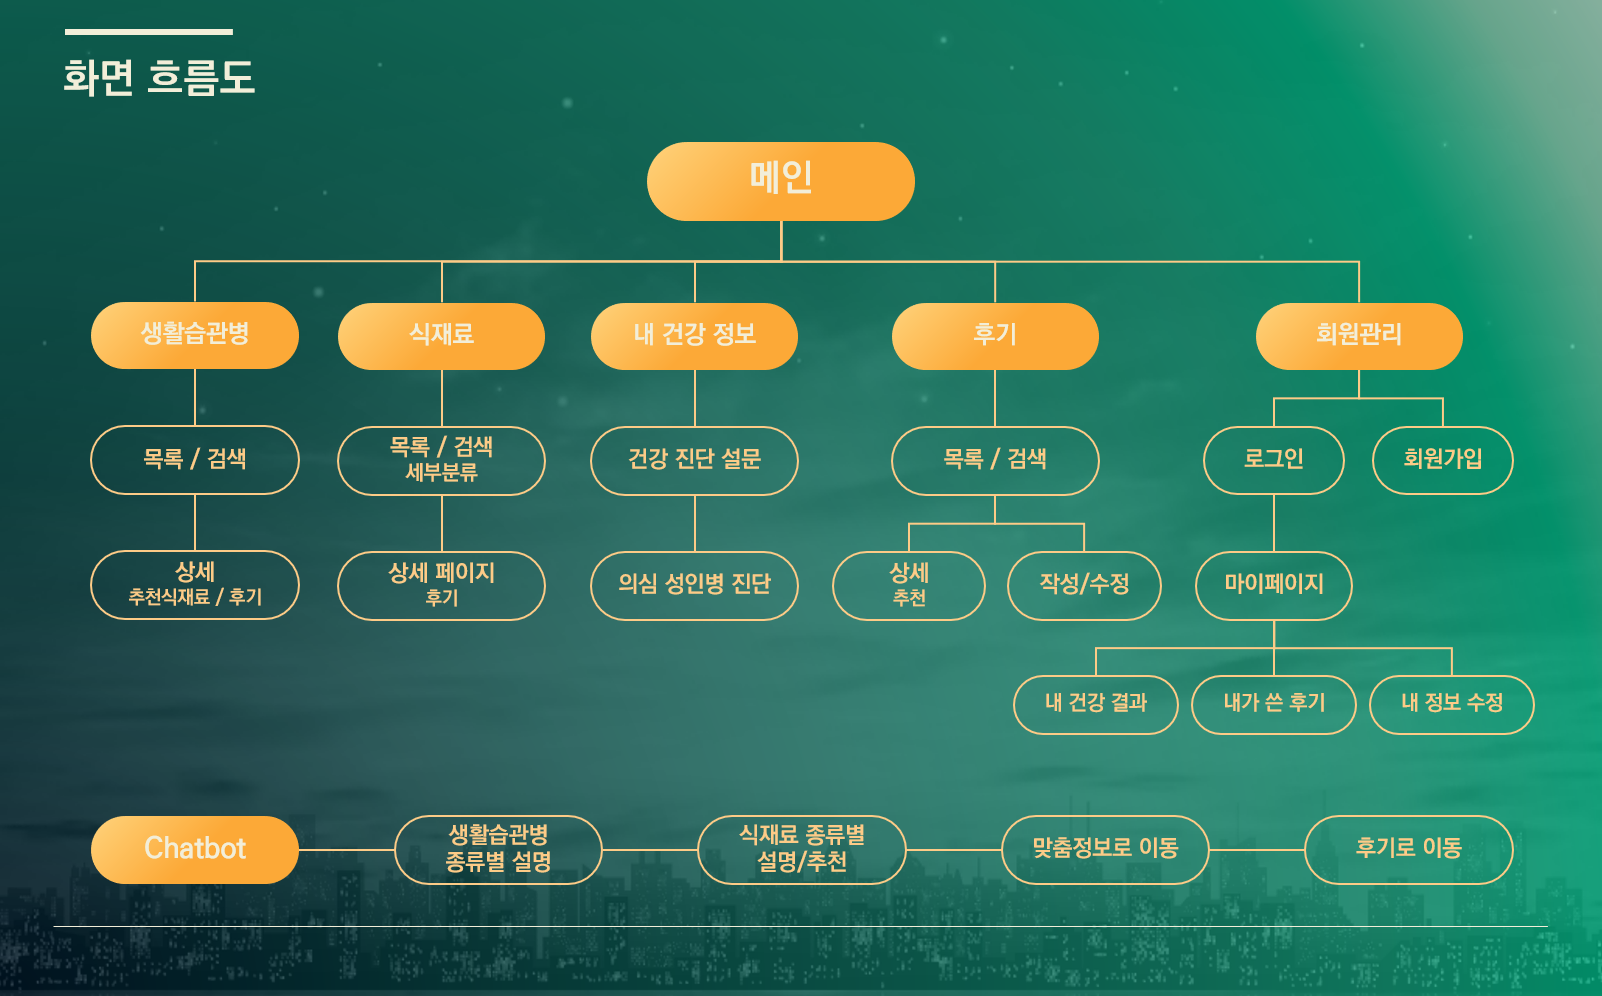 화면 흐름도
메인
생활습관병
식재료
내 건강 정보
후기
회원관리
목록 / 검색
목록 / 검색
세부분류
건강 진단 설문
목록 / 검색
로그인
회원가입
상세
추천식재료 / 후기
상세 페이지
후기
의심 성인병 진단
상세
추천
작성/수정
마이페이지
내 건강 결과
내가 쓴 후기
내 정보 수정
Chatbot
생활습관병
종류별 설명
식재료 종류별
설명/추천
맞춤정보로 이동
후기로 이동